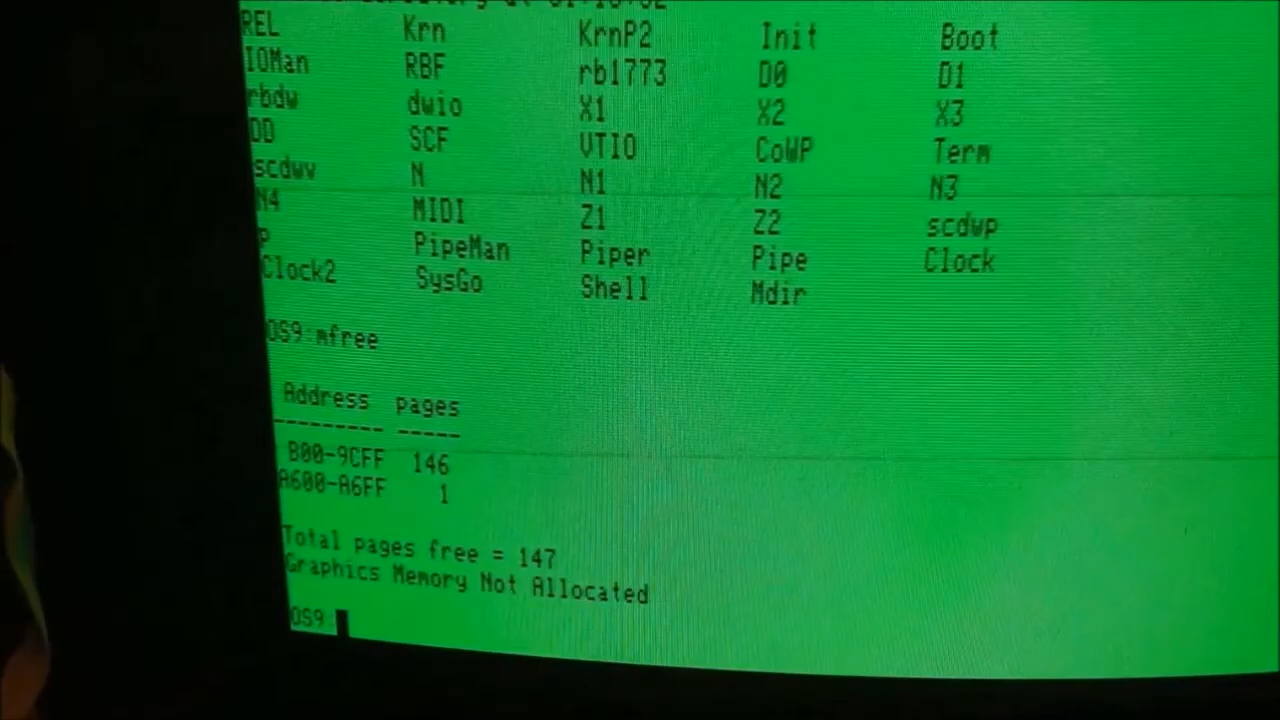 REL Krn KrnP2 Init Boot
IOMan RBF rb1773 D0 D1
rbdw dwio X1 X2 X3
DD SCF VTIO CoWP Term
scdwv N N1 N2 N3
N4 MIDI Z1 Z2 scdwp
P PipeMan Piper Pipe Clock
Clock2 SysGo Shell Mdir
OS9:mfree
Address pages
--------- -----
B00-9CFF 146
A600-A6FF 1
Total pages free = 147
Graphics Memory Not Allocated
OS9: